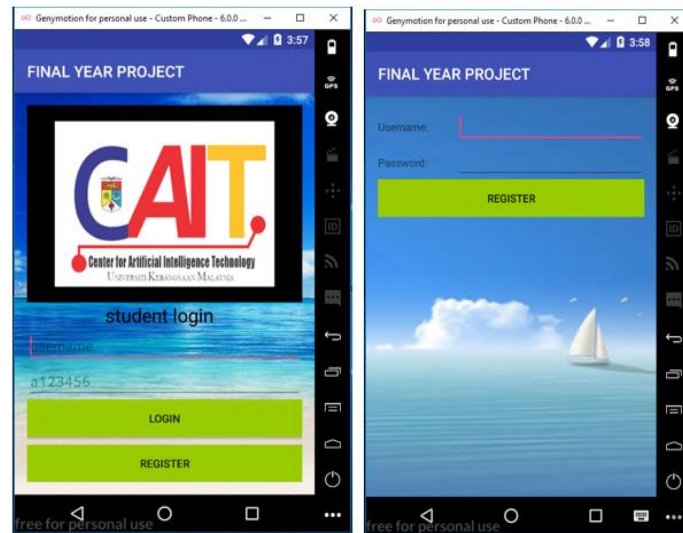 Genymotion for personal use - Custom Phone - 6.0.0 ...
3:57
FINAL YEAR PROJECT
CAIT.
Center for Artificial Intelligence Technology
UNIVERSITI KEBANGSAAN MALAYSIA
student login
username
a123456
LOGIN
REGISTER
free for personal use
GPS
ID
Genymotion for personal use - Custom Phone - 6.0.0 ...
3:58
FINAL YEAR PROJECT
Username:
Password:
REGISTER
free for personal use
GPS
ID